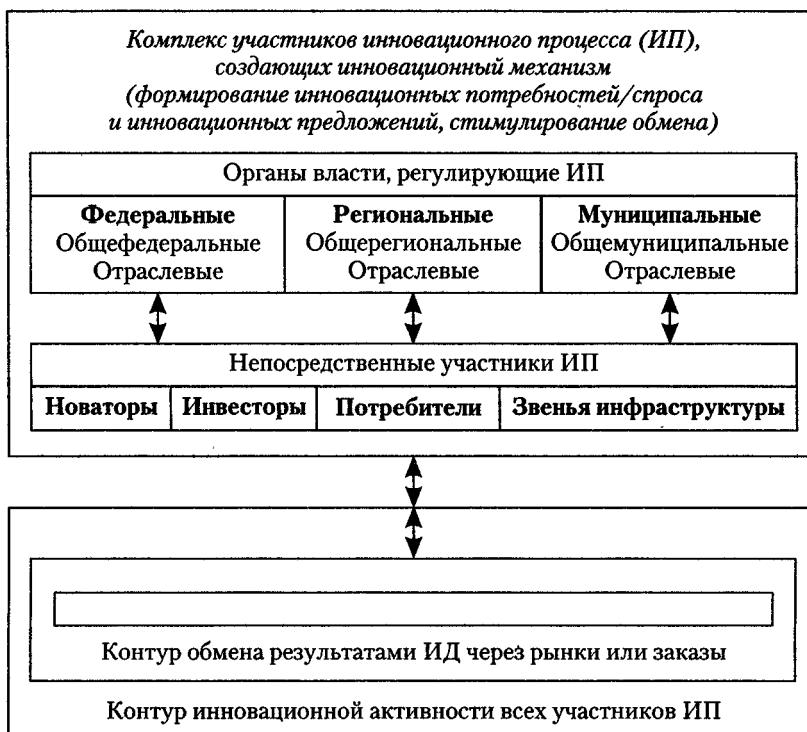 Комплекс участников инновационного процесса (ИП),
создающих инновационный механизм
(формирование инновационных потребностей/спроса
и инновационных предложений, стимулирование обмена)
Органы власти, регулирующие ИП
Федеральные Региональные Муниципальные
Общефедеральные Общерегиональные Общемуниципальные
Отраслевые Отраслевые Отраслевые
Непосредственные участники ИП
Новаторы Инвесторы Потребители Звенья инфраструктуры
Контур обмена результатами ИД через рынки или заказы
Контур инновационной активности всех участников ИП